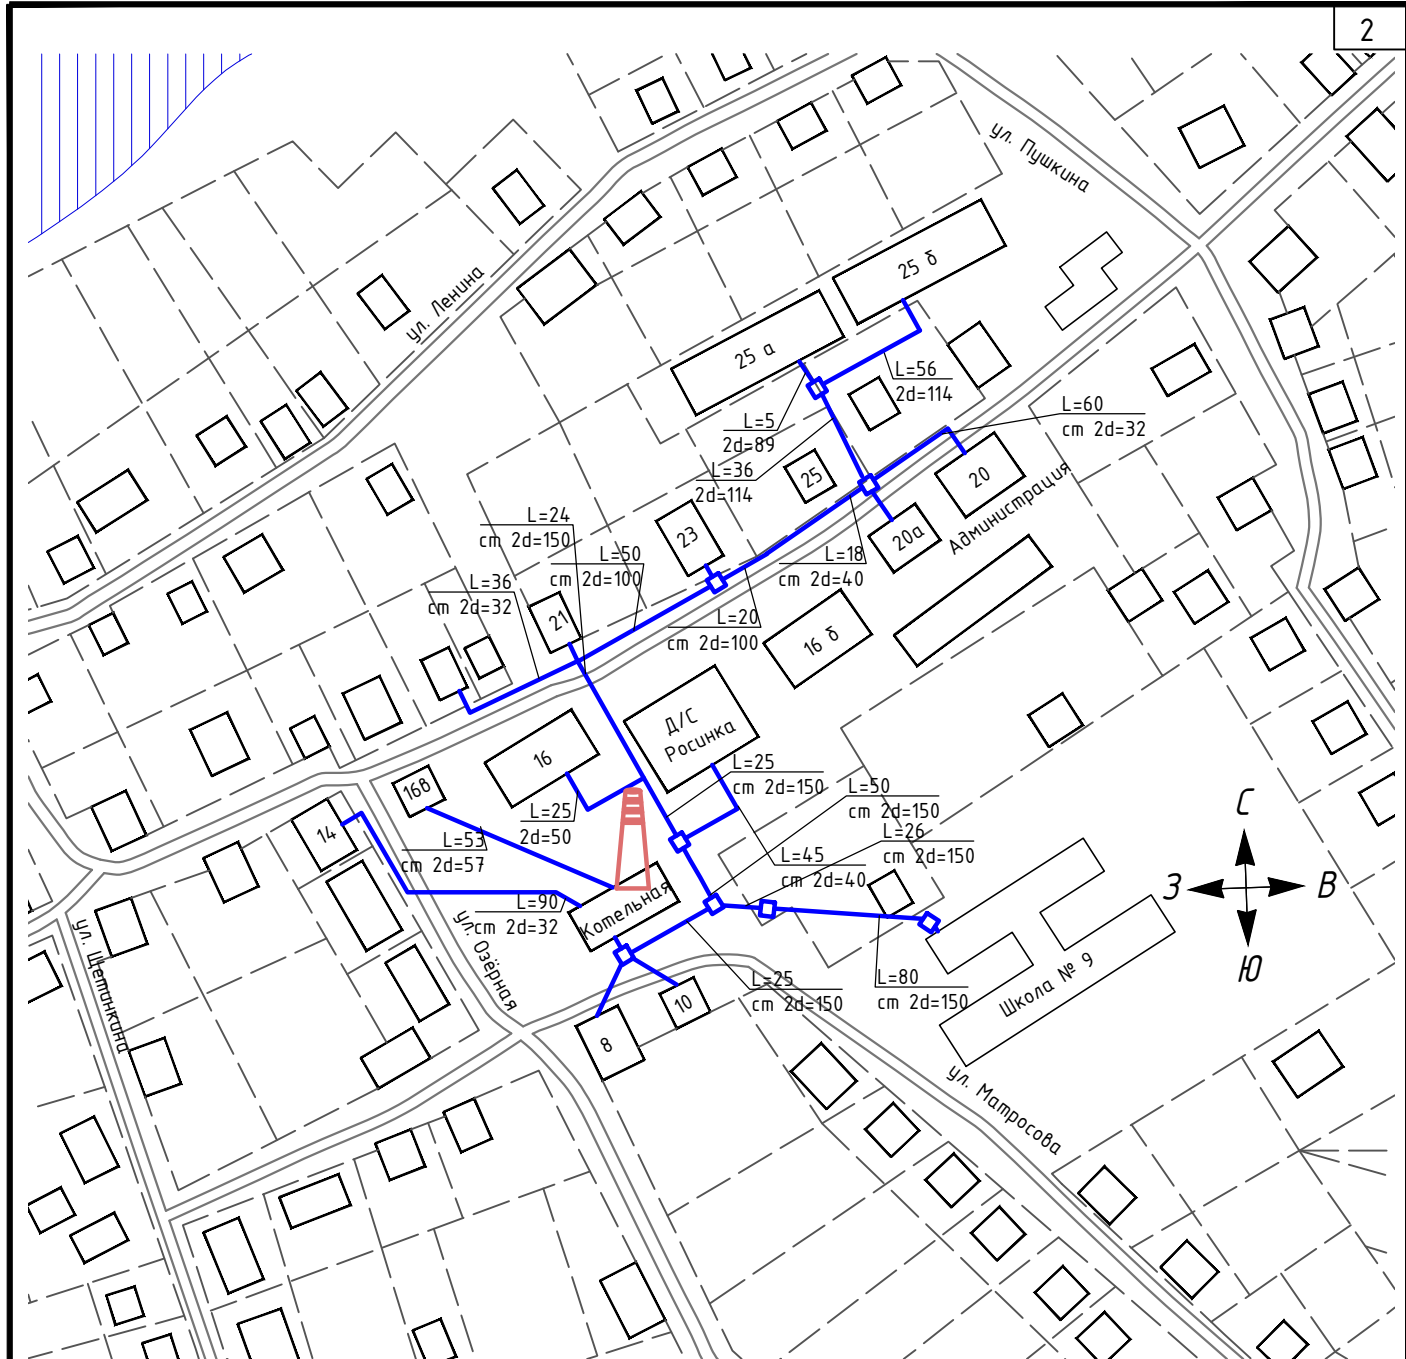 2
ул. Пушкина
25 б
ул. Ленина
25 а
L=56
2d=114
L=5
2d=89
L=60
ст 2d=32
L=36
2d=114
25
20
Администрация
L=24
ст 2d=150
23
20а
L=50
ст 2d=100
L=18
ст 2d=40
L=36
ст 2d=32
21
L=20
ст 2d=100
16 б
Д/С
Росинка
16
L=25
ст 2d=150
168
L=50
ст 2d=150
L=25
2d=50
14
L=53
ст 2d=57
L=26
ст 2d=150
L=45
ст 2d=40
С
З
В
Ю
Котельная
L=90
ст 2d=32
ул. Озёрная
ул. Щетинкина
L=25
ст 2d=150
L=80
ст 2d=150
Школа № 9
10
8
ул. Матросова